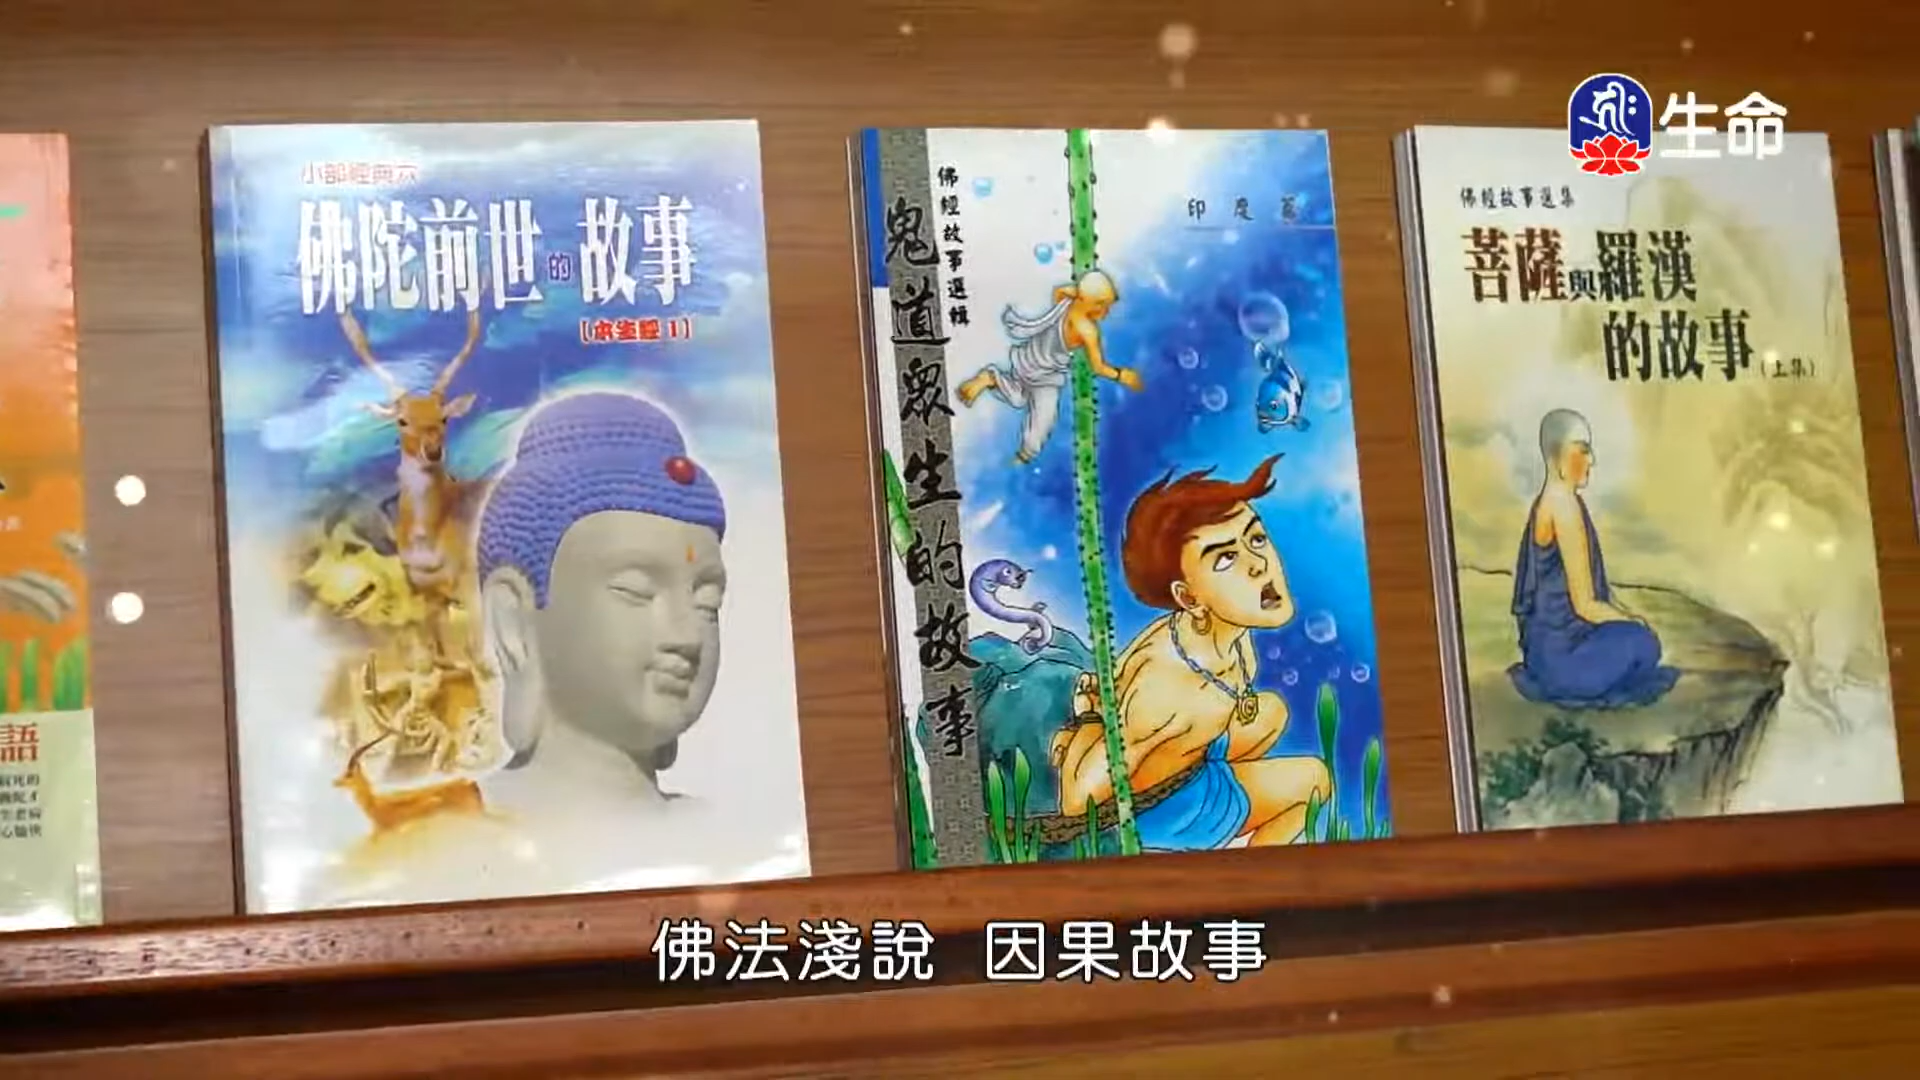 生命
小部經典六
佛陀前世的故事
【本生經1】
佛經故事選輯
鬼道眾生的故事
印度篇
佛經故事選集
菩薩與羅漢
的故事（上集）
語
佛法淺說 因果故事